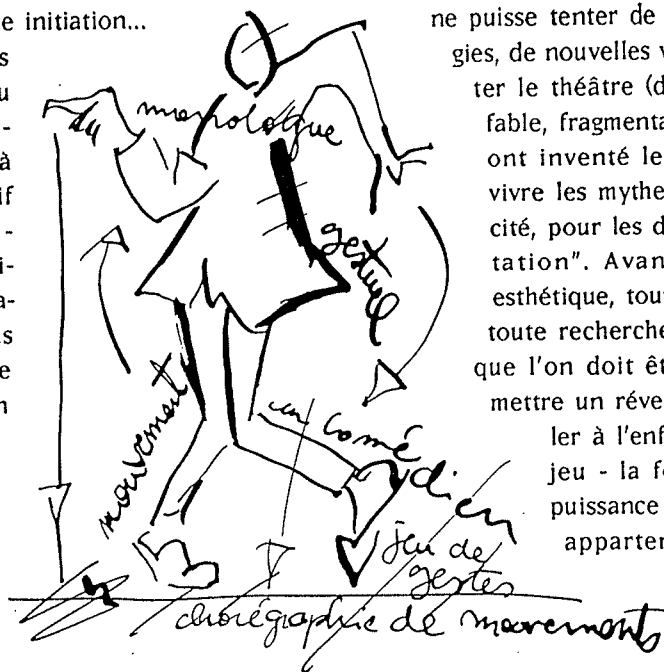 e initiation...
s
u
-
à
if
-
i-
a-
s
e
n
du monologue
gestuel
mouvement
un comédien
jeu de
gestes
chorégraphie de mouvements
ne puisse tenter de
gies, de nouvelles v
ter le théâtre (d
fable, fragmenta
ont inventé le
vivre les mythe
cité, pour les d
tation". Avan
esthétique, tou
toute recherche
que l'on doit êt
mettre un réve
ler à l'enf
jeu - la fo
puissance
apparten